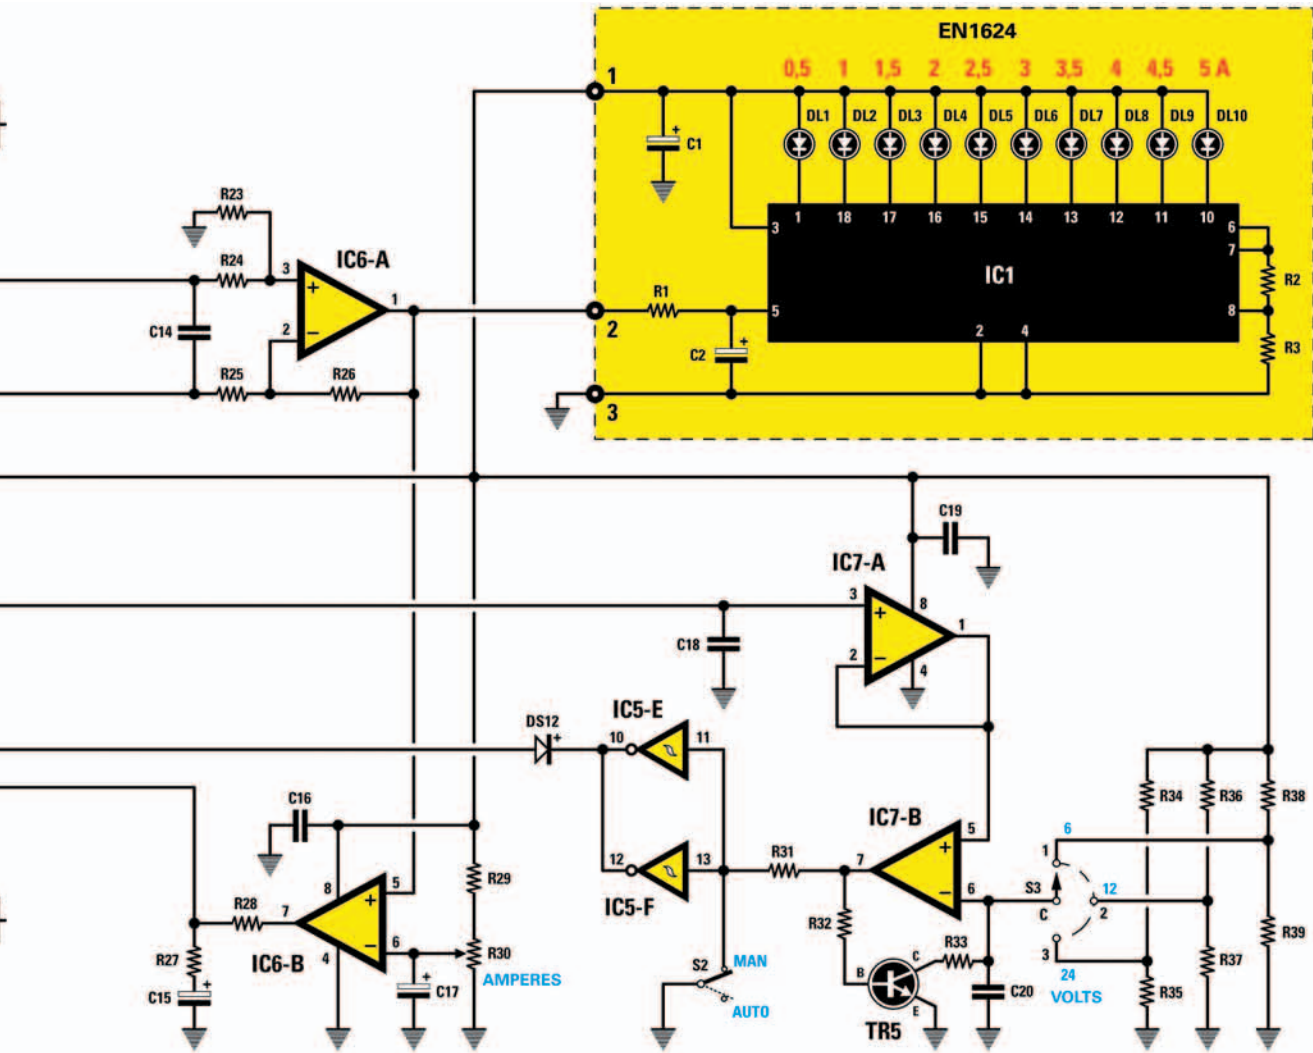 EN1624
1
0,5 1 1,5 2 2,5 3 3,5 4 4,5 5 A
DL1 DL2 DL3 DL4 DL5 DL6 DL7 DL8 DL9 DL10
+
C1
1 18 17 16 15 14 13 12 11 10
3
6
7
IC1
R2
R1
2
5
8
2 4
+
C2
R3
3
R23
R24
IC6-A
3
+
1
C14
2
−
R25
R26
C19
IC7-A
3
+
8
1
C18
2
−
4
DS12
+
IC5-E
10
11
IC5-F
12
13
R31
IC7-B
7
+
5
−
6
R32
R33
B
C
E
TR5
C20
S2
MAN
AUTO
S3
C
1
6
12
2
3
24
VOLTS
R34
R36
R38
R35
R37
R39
C16
8
5
+
R28
7
6
−
4
IC6-B
R27
C15
+
C17
+
R29
R30
AMPERES